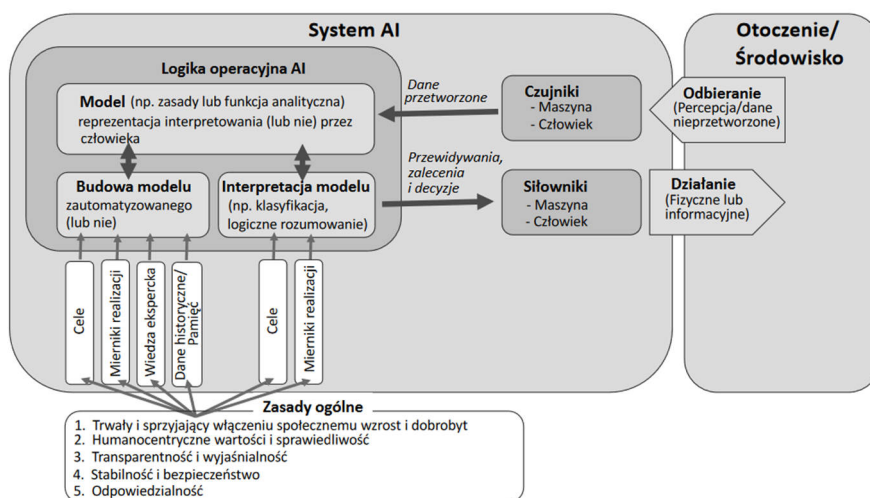 System AI
Otoczenie/
Środowisko
Logika operacyjna AI
Model (np. zasady lub funkcja analityczna)
reprezentacja interpretowania (lub nie) przez
człowieka
Dane
przetworzone
Czujniki
- Maszyna
- Człowiek
Odbieranie
(Percepcja/dane
nieprzetworzone)
Budowa modelu
zautomatyzowanego
(lub nie)
Interpretacja modelu
(np. klasyfikacja,
logiczne rozumowanie)
Przewidywania,
zalecenia
i decyzje
Siłowniki
- Maszyna
- Człowiek
Działanie
(Fizyczne lub
informacyjne)
Cele
Mierniki realizacji
Wiedza ekspercka
Dane historyczne/
Pamięć
Cele
Mierniki realizacji
Zasady ogólne
1. Trwały i sprzyjający włączeniu społecznemu wzrost i dobrobyt
2. Humanocentryczne wartości i sprawiedliwość
3. Transparentność i wyjaśnialność
4. Stabilność i bezpieczeństwo
5. Odpowiedzialność